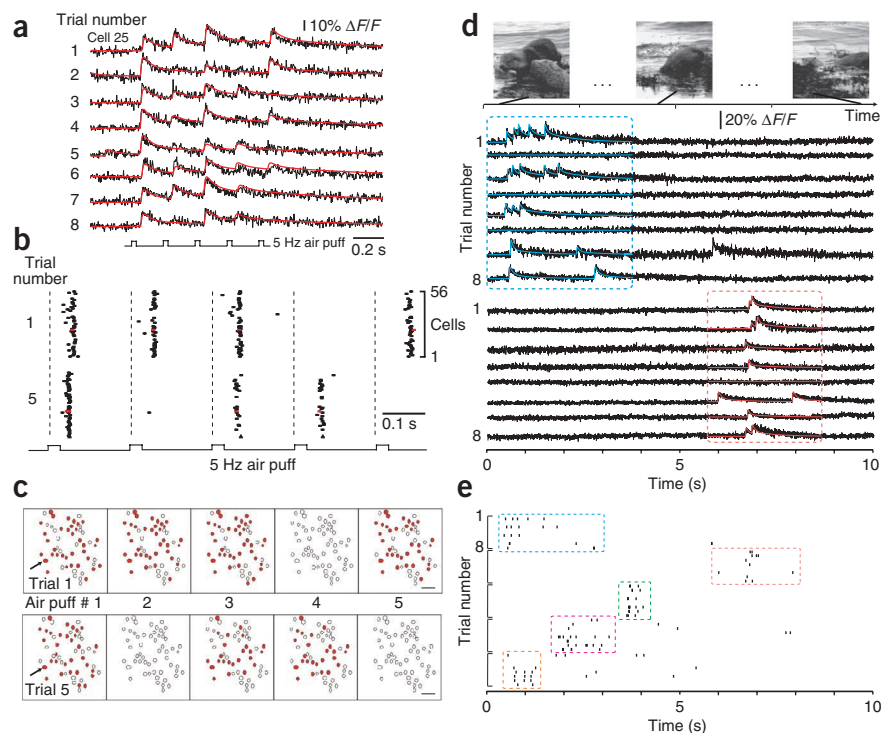 a
Trial number
Cell 25
10% ΔF/F
1
2
3
4
5
6
7
8
5 Hz air puff
0.2 s
b
Trial
number
1
5
56
Cells
1
0.1 s
5 Hz air puff
c
Trial 1
Air puff # 1
2
3
4
5
Trial 5
d
...
...
Time
20% ΔF/F
Trial number
1
8
1
8
0
5
10
Time (s)
e
Trial number
1
8
0
5
10
Time (s)